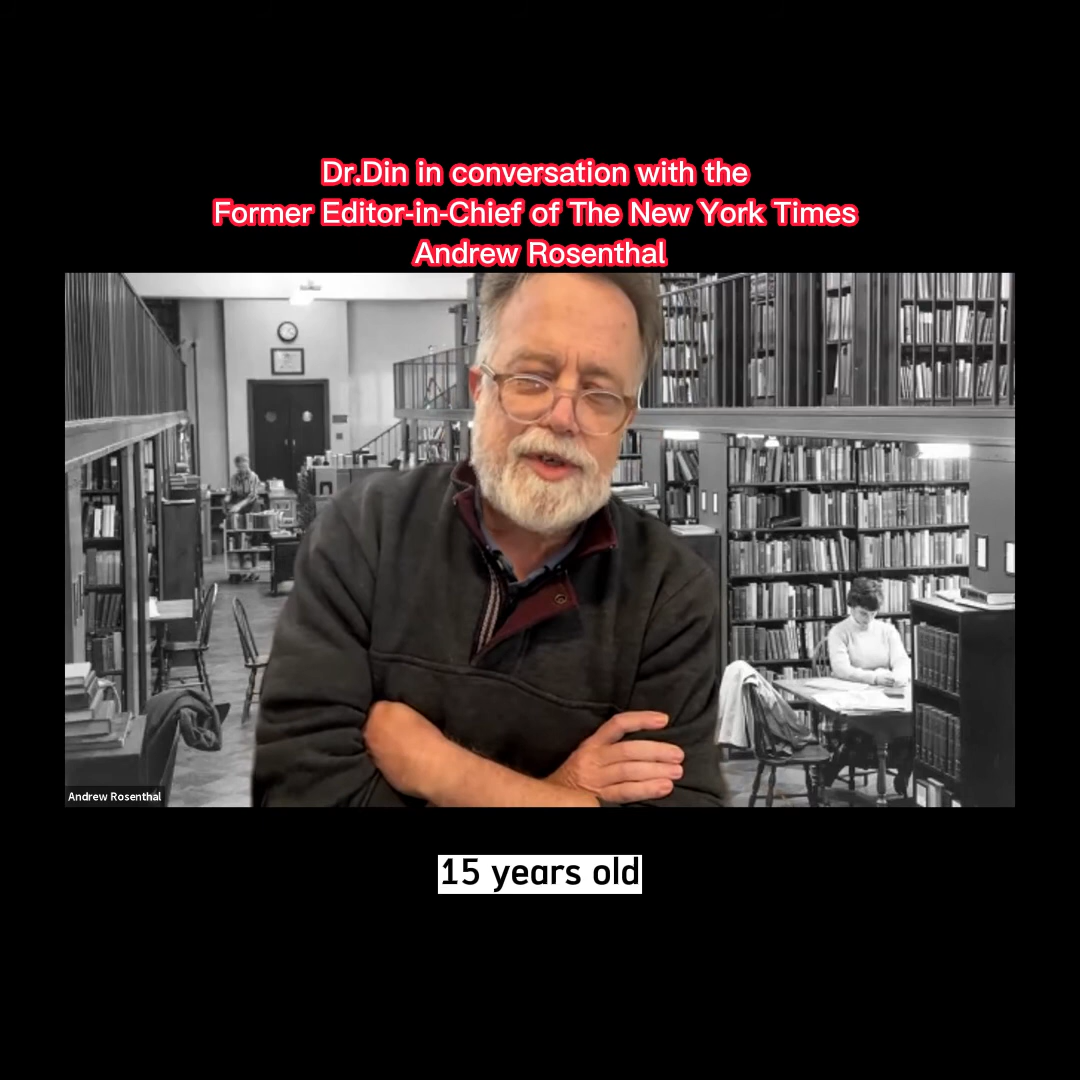 Dr.Din in conversation with the
Former Editor-in-Chief of The New York Times
Andrew Rosenthal
Andrew Rosenthal
15 years old